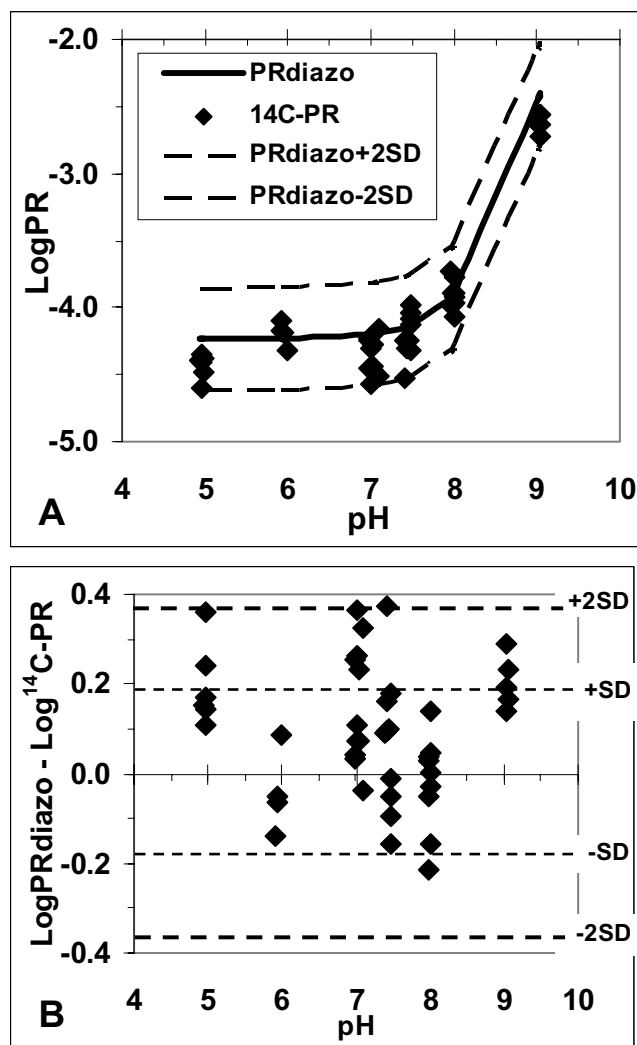 -2.0
PRdiazo
14C-PR
PRdiazo+2SD
PRdiazo-2SD
-3.0
LogPR
-4.0
-5.0
4 5 6 7 8 9 10
A
pH
0.4
+2SD
0.2
+SD
LogPRdiazo - Log¹⁴C-PR
0.0
-0.2
-SD
-0.4
-2SD
4 5 6 7 8 9 10
B
pH